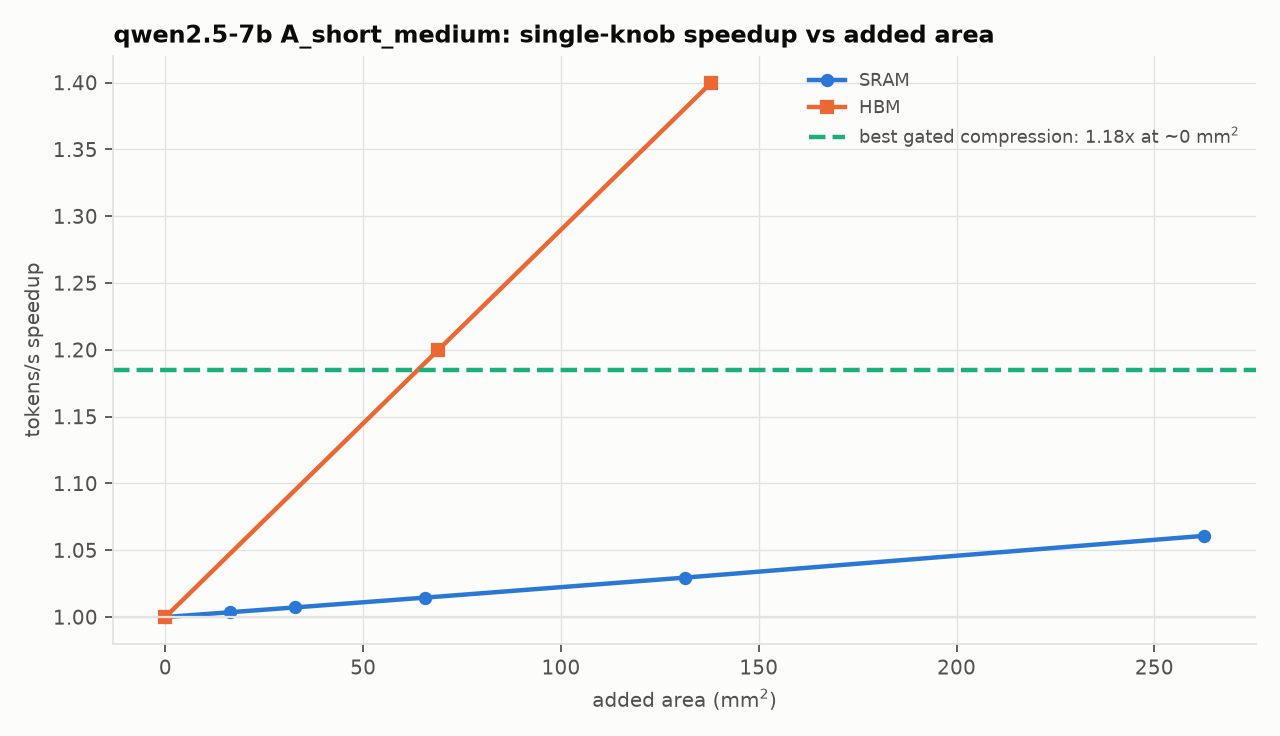 qwen2.5-7b A_short_medium: single-knob speedup vs added area
SRAM
HBM
best gated compression: 1.18x at ~0 mm²
tokens/s speedup
1.40
1.35
1.30
1.25
1.20
1.15
1.10
1.05
1.00
0
50
100
150
200
250
added area (mm²)